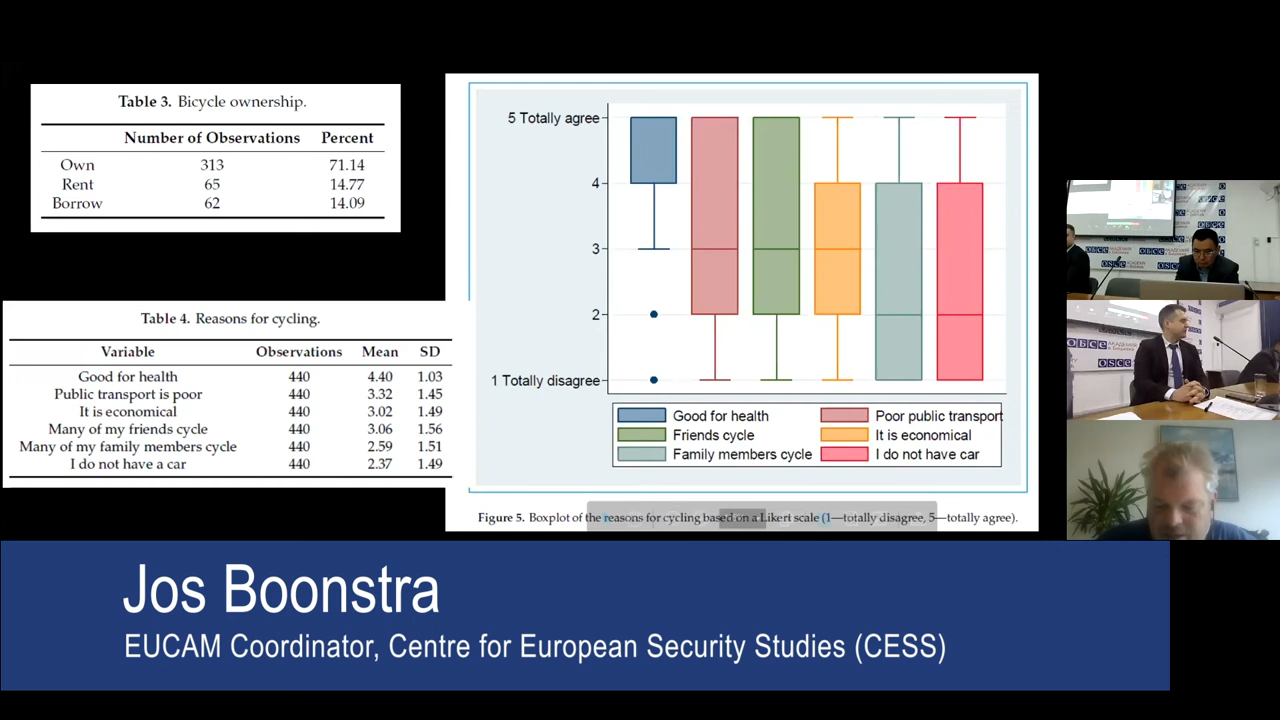 Table 3. Bicycle ownership.
Number of Observations Percent
Own 313 71.14
Rent 65 14.77
Borrow 62 14.09
Table 4. Reasons for cycling.
Variable Observations Mean SD
Good for health 440 4.40 1.03
Public transport is poor 440 3.32 1.45
It is economical 440 3.02 1.49
Many of my friends cycle 440 3.06 1.56
Many of my family members cycle 440 2.59 1.51
I do not have a car 440 2.37 1.49
5 Totally agree
4
3
2
1 Totally disagree
Good for health Poor public transport
Friends cycle It is economical
Family members cycle I do not have car
Figure 5. Boxplot of the reasons for cycling based on a Likert scale (1—totally disagree, 5—totally agree).
ОБСЕ АКАДЕМИЯ
OSCE
Jos Boonstra
EUCAM Coordinator, Centre for European Security Studies (CESS)